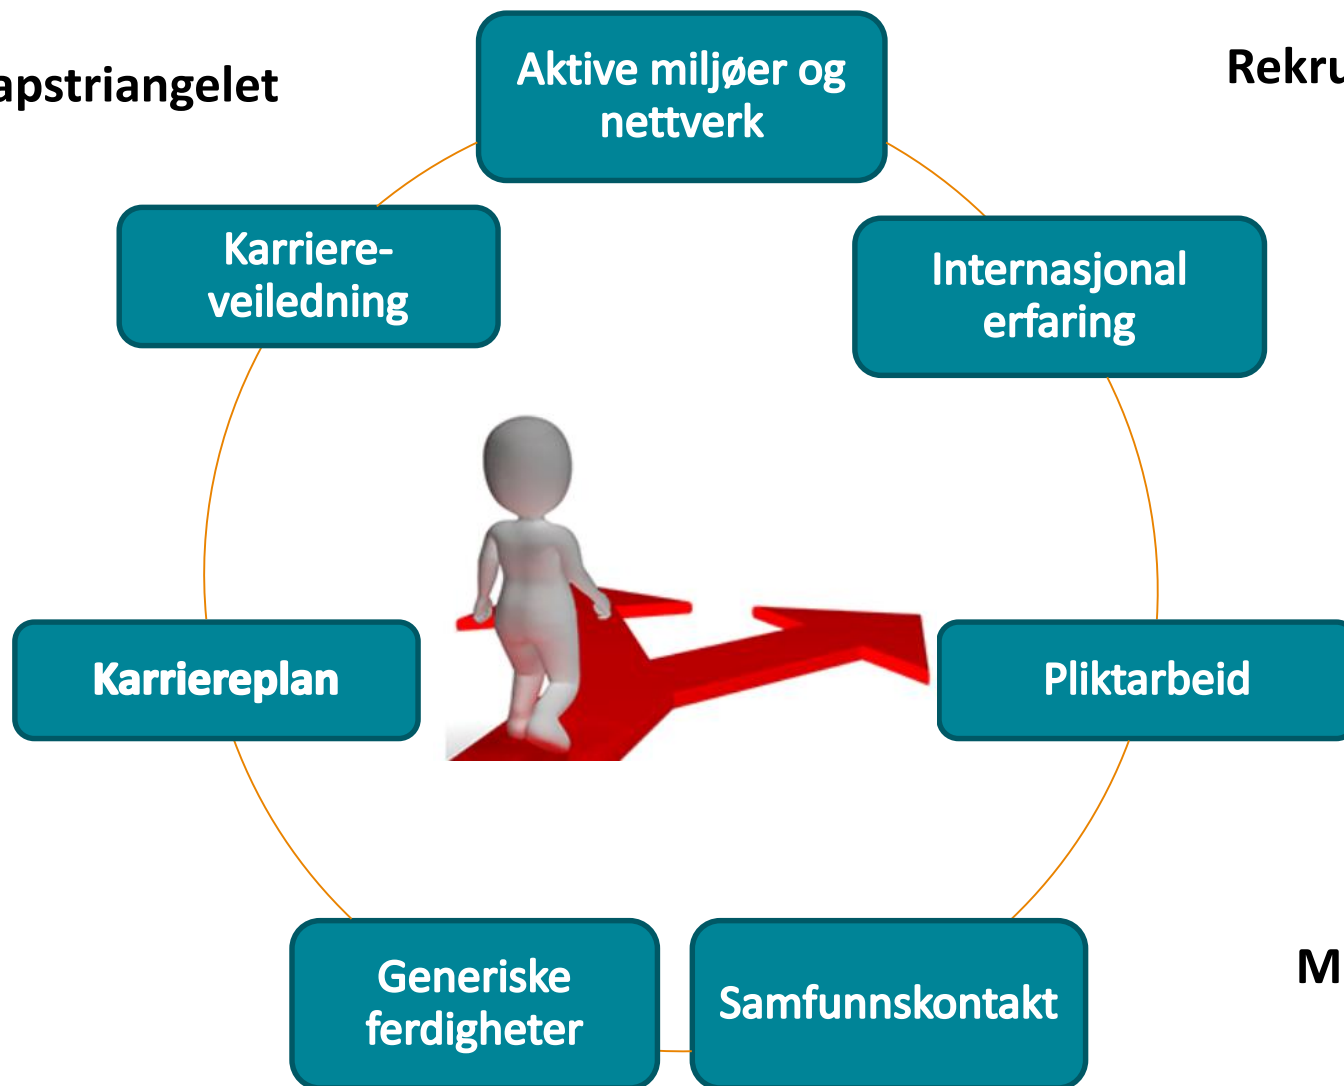 apstriangelet
Aktive miljøer og
nettverk
Rekru
Karriere-
veiledning
Internasjonal
erfaring
Karriereplan
Pliktarbeid
Generiske
ferdigheter
Samfunnskontakt
M